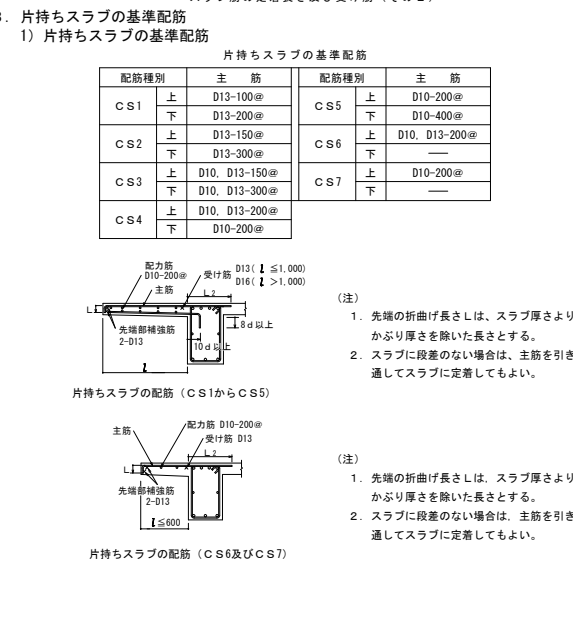 ３．片持ちスラブの基準配筋
1）片持ちスラブの基準配筋
片持ちスラブの基準配筋
配筋種別 主 筋 配筋種別 主 筋
ＣＳ1 上 D13-100@ ＣＳ5 上 D10-200@
下 D13-200@ 下 D10-400@
ＣＳ2 上 D13-150@ ＣＳ6 上 D10, D13-200@
下 D13-300@ 下 ――
ＣＳ3 上 D10, D13-150@ ＣＳ7 上 D10-200@
下 D10, D13-300@ 下 ――
ＣＳ4 上 D10, D13-200@
下 D10-200@
配力筋
D10-200@
主筋
受け筋
D13( l ≦1,000)
D16( l ＞1,000)
Ｌ2
Ｌ
8ｄ以上
先端部補強筋
2-D13
10ｄ以上
l
片持ちスラブの配筋（ＣＳ1からＣＳ5）
（注）
1．先端の折曲げ長さＬは、スラブ厚さより
かぶり厚さを除いた長さとする。
2．スラブに段差のない場合は、主筋を引き
通してスラブに定着してもよい。
主筋
配力筋 D10-200@
受け筋 D13
Ｌ2
Ｌ
先端部補強筋
2-D13
l≦600
片持ちスラブの配筋（ＣＳ6及びＣＳ7）
（注）
1．先端の折曲げ長さＬは，スラブ厚さより
かぶり厚さを除いた長さとする。
2．スラブに段差のない場合は，主筋を引き
通してスラブに定着してもよい。